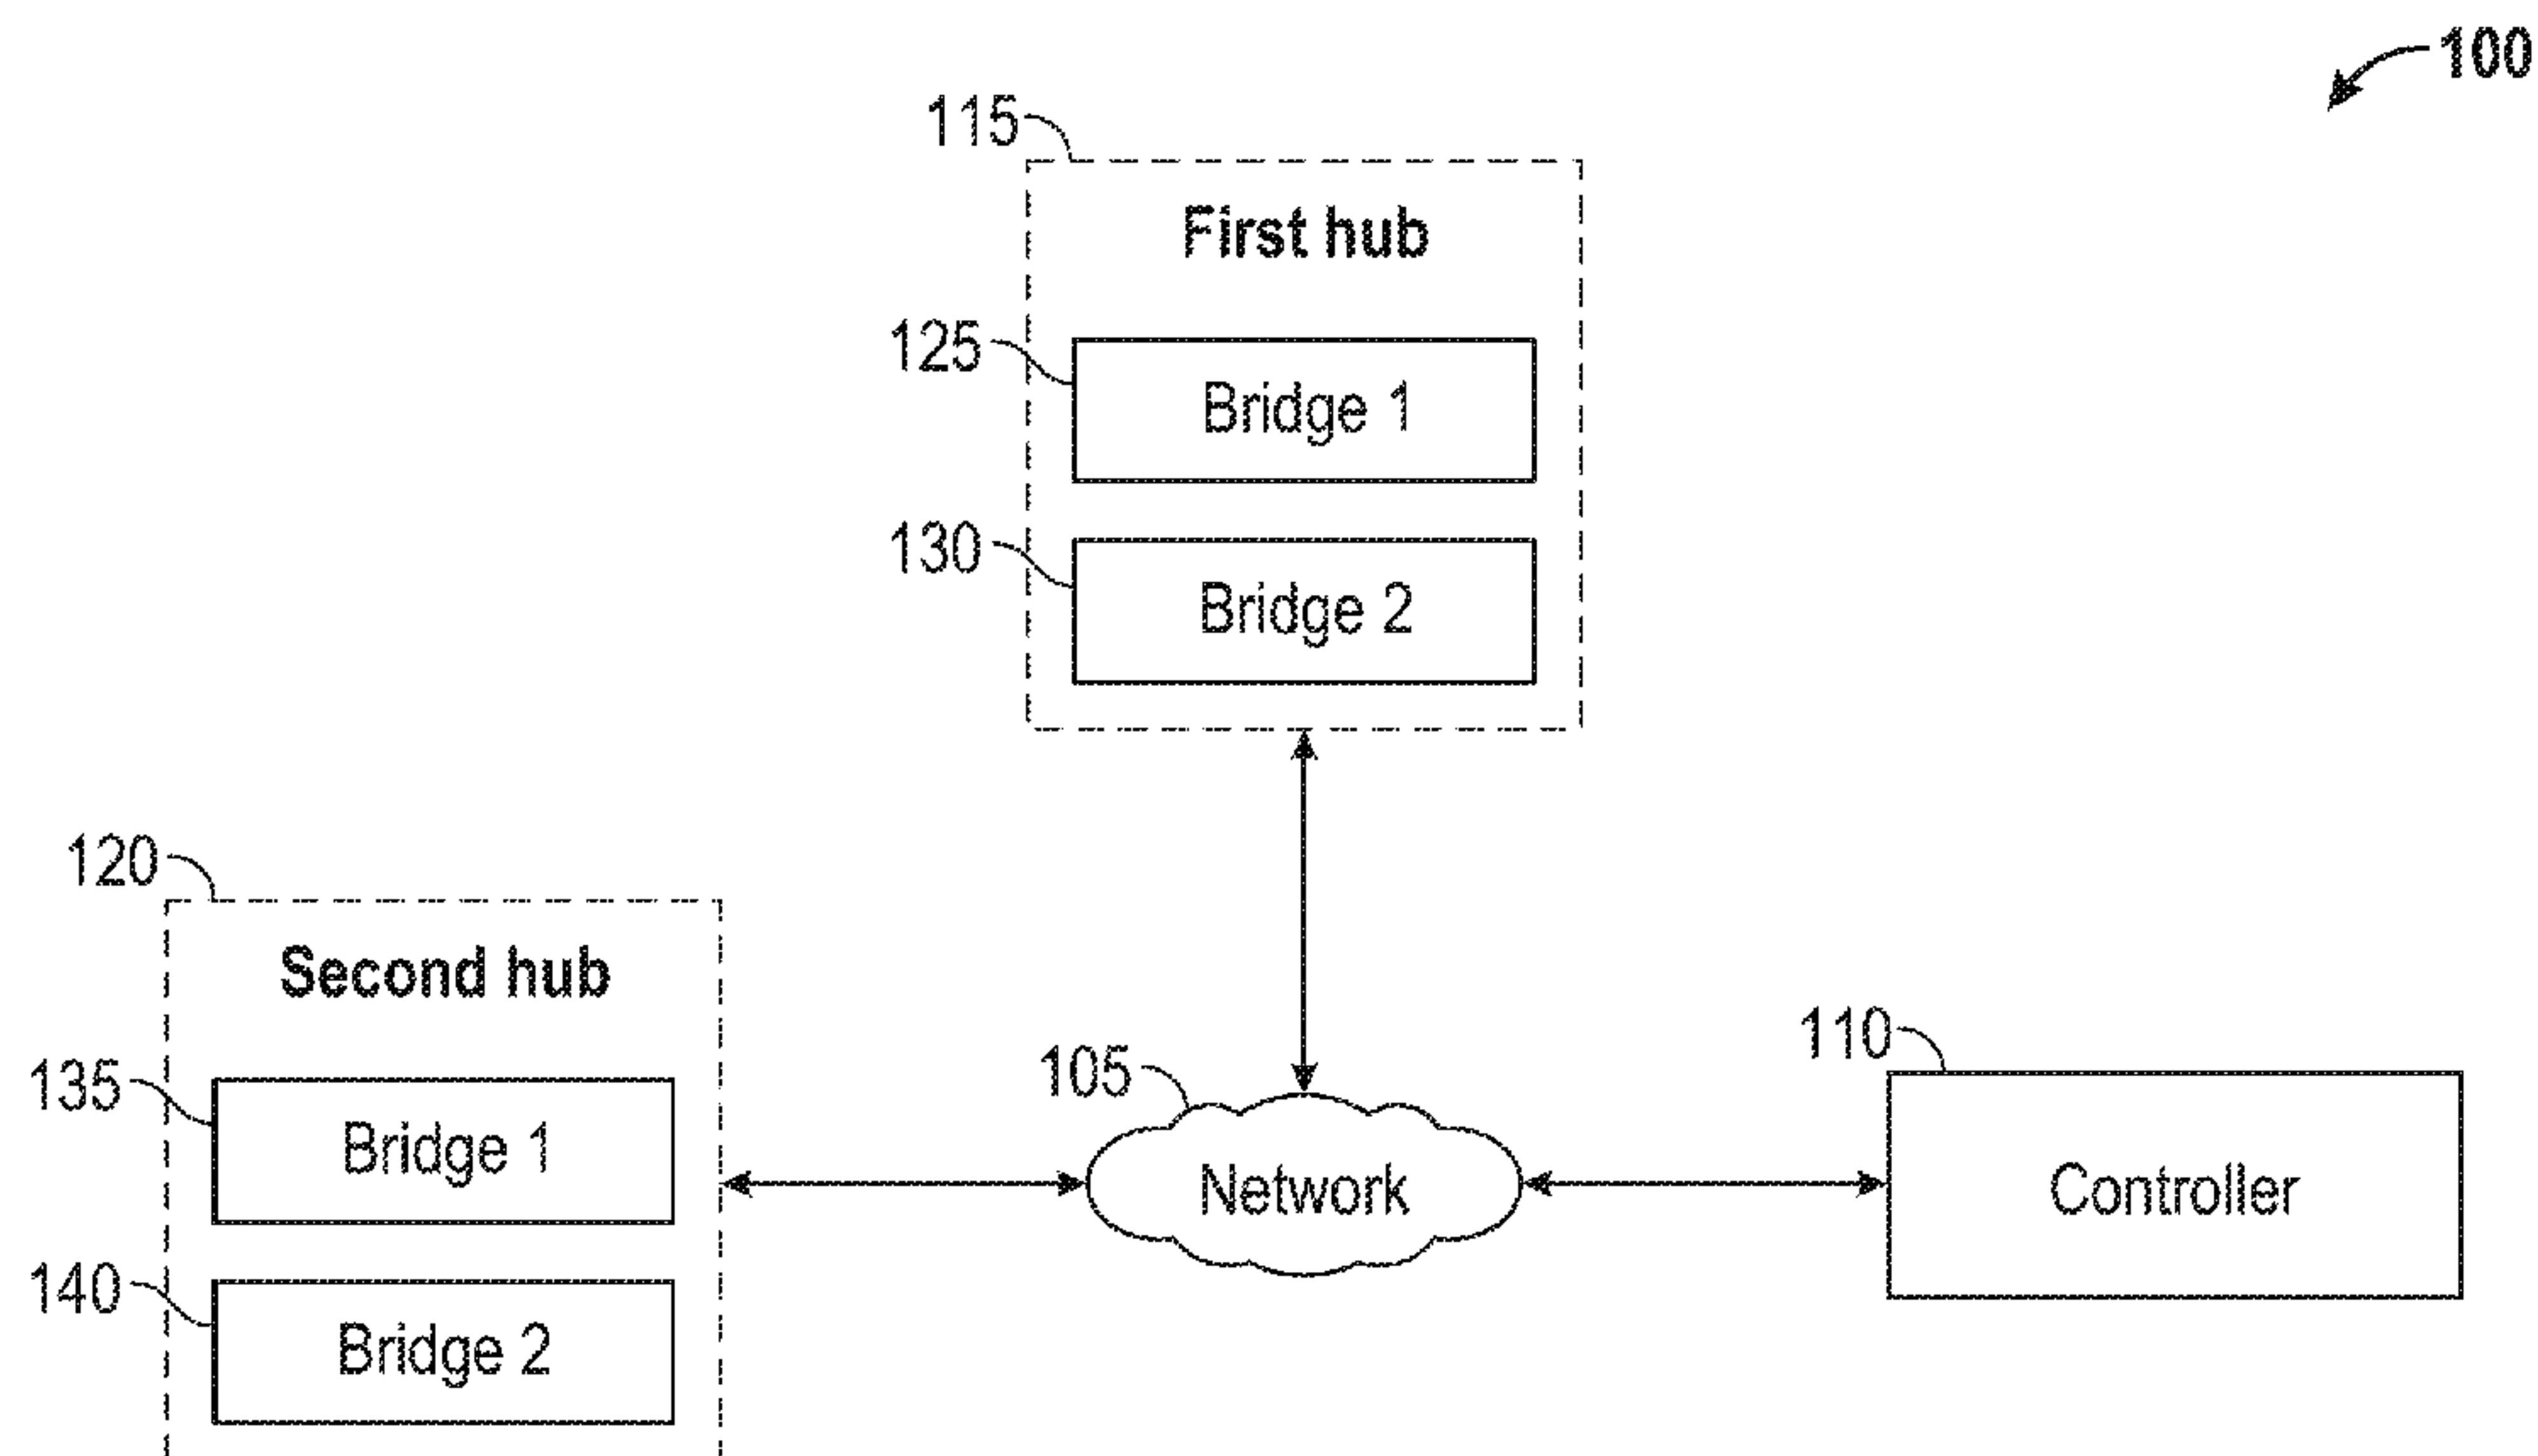 100
115
First hub
125
Bridge 1
130
Bridge 2
120
Second hub
135
Bridge 1
140
Bridge 2
105
Network
110
Controller